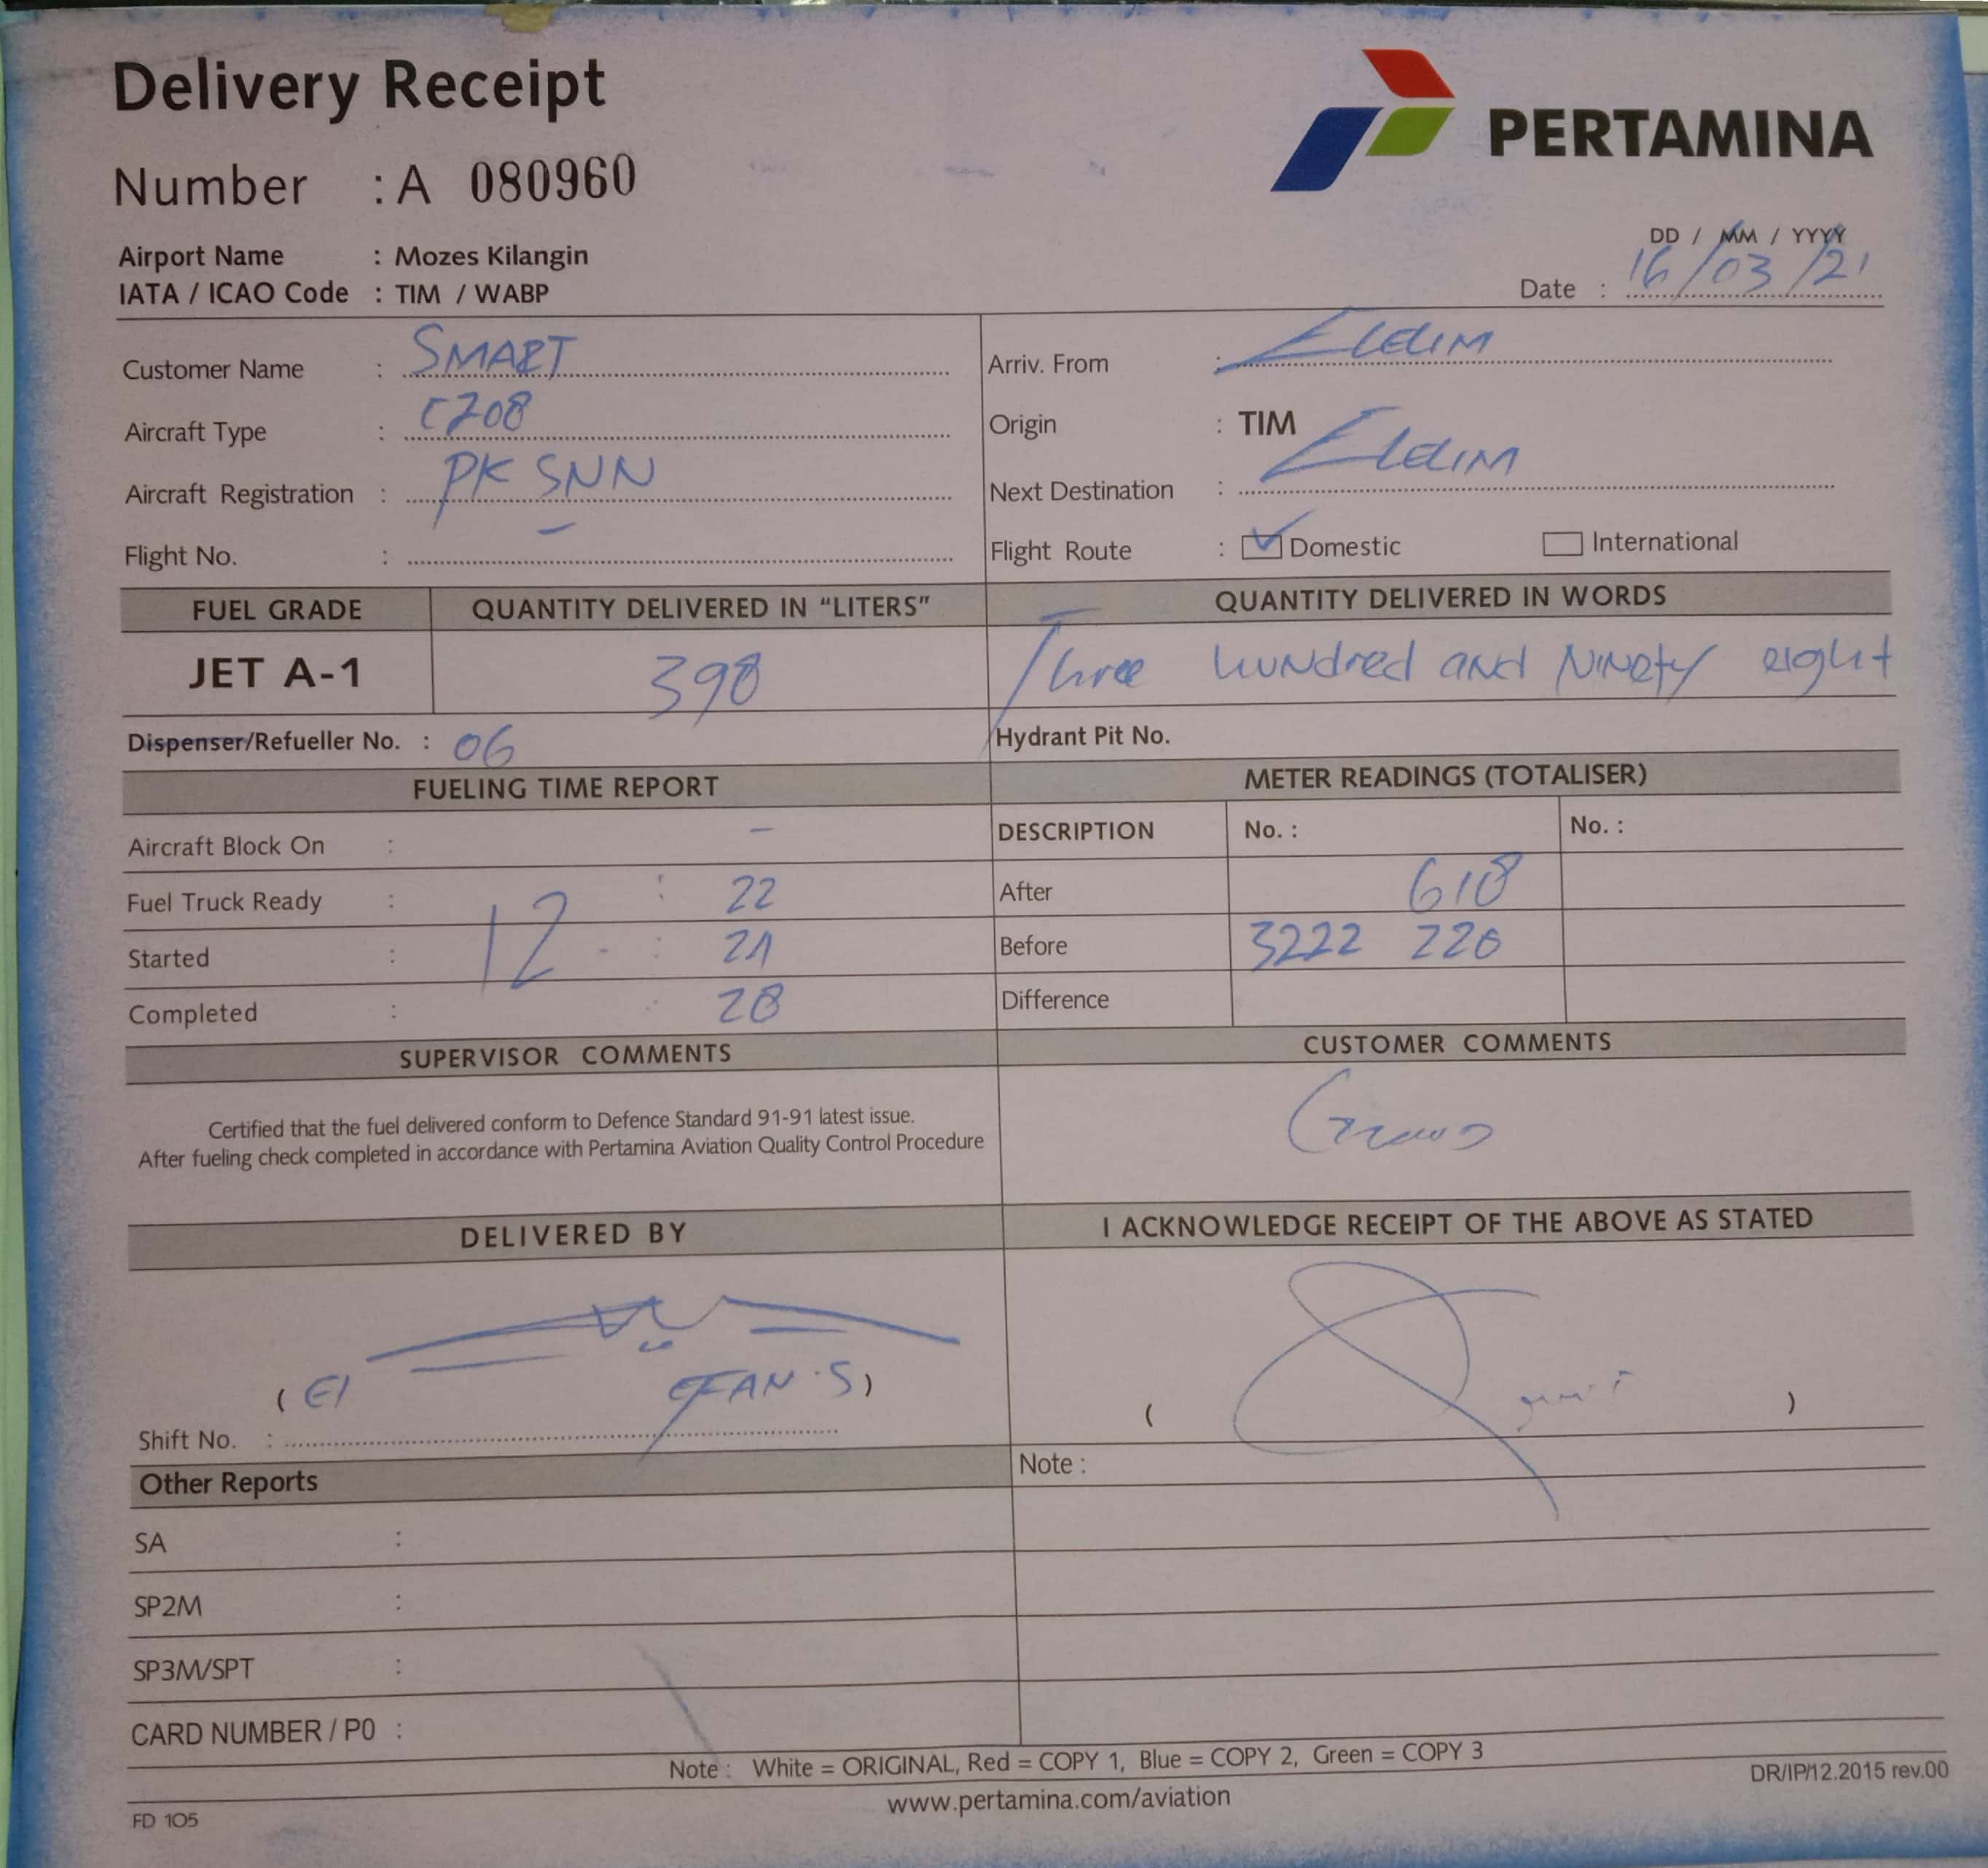 Delivery Receipt
PERTAMINA
Number : A 080960
Airport Name : Mozes Kilangin
IATA / ICAO Code : TIM / WABP
DD / MM / YYYY
Date : 16/03/21
Customer Name : SMART
Arriv. From :
Aircraft Type : C208
Origin : TIM
Aircraft Registration : PK SNN
Next Destination :
Flight No. : -
Flight Route : Domestic International
FUEL GRADE QUANTITY DELIVERED IN “LITERS” QUANTITY DELIVERED IN WORDS
JET A-1 398 Three hundred and Ninety eight
Dispenser/Refueller No. : 06 Hydrant Pit No.
FUELING TIME REPORT METER READINGS (TOTALISER)
Aircraft Block On : -
DESCRIPTION No. : No. :
Fuel Truck Ready : 12 : 22
After 618
Started : : 24
Before 3222 220
Completed : : 28
Difference
SUPERVISOR COMMENTS CUSTOMER COMMENTS
Certified that the fuel delivered conform to Defence Standard 91-91 latest issue.
After fueling check completed in accordance with Pertamina Aviation Quality Control Procedure
DELIVERED BY I ACKNOWLEDGE RECEIPT OF THE ABOVE AS STATED
( )
( )
Shift No. :
Note :
Other Reports
SA :
SP2M :
SP3M/SPT :
CARD NUMBER / P0 :
Note : White = ORIGINAL, Red = COPY 1, Blue = COPY 2, Green = COPY 3
DR/IP/12.2015 rev.00
www.pertamina.com/aviation
FD 105